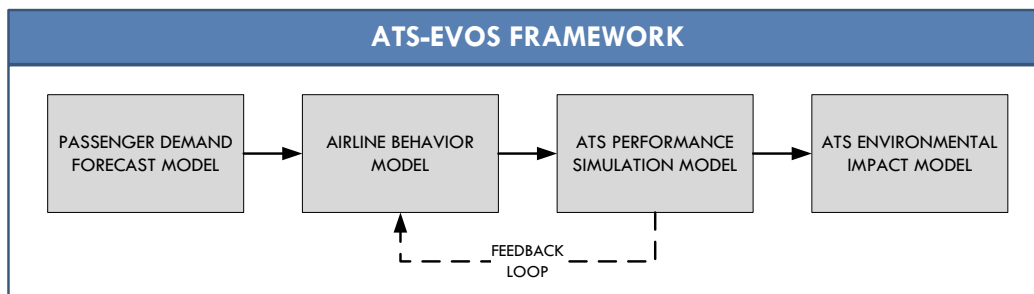 ATS-EVOS FRAMEWORK
PASSENGER DEMAND
FORECAST MODEL
AIRLINE BEHAVIOR
MODEL
ATS PERFORMANCE
SIMULATION MODEL
ATS ENVIRONMENTAL
IMPACT MODEL
FEEDBACK
LOOP